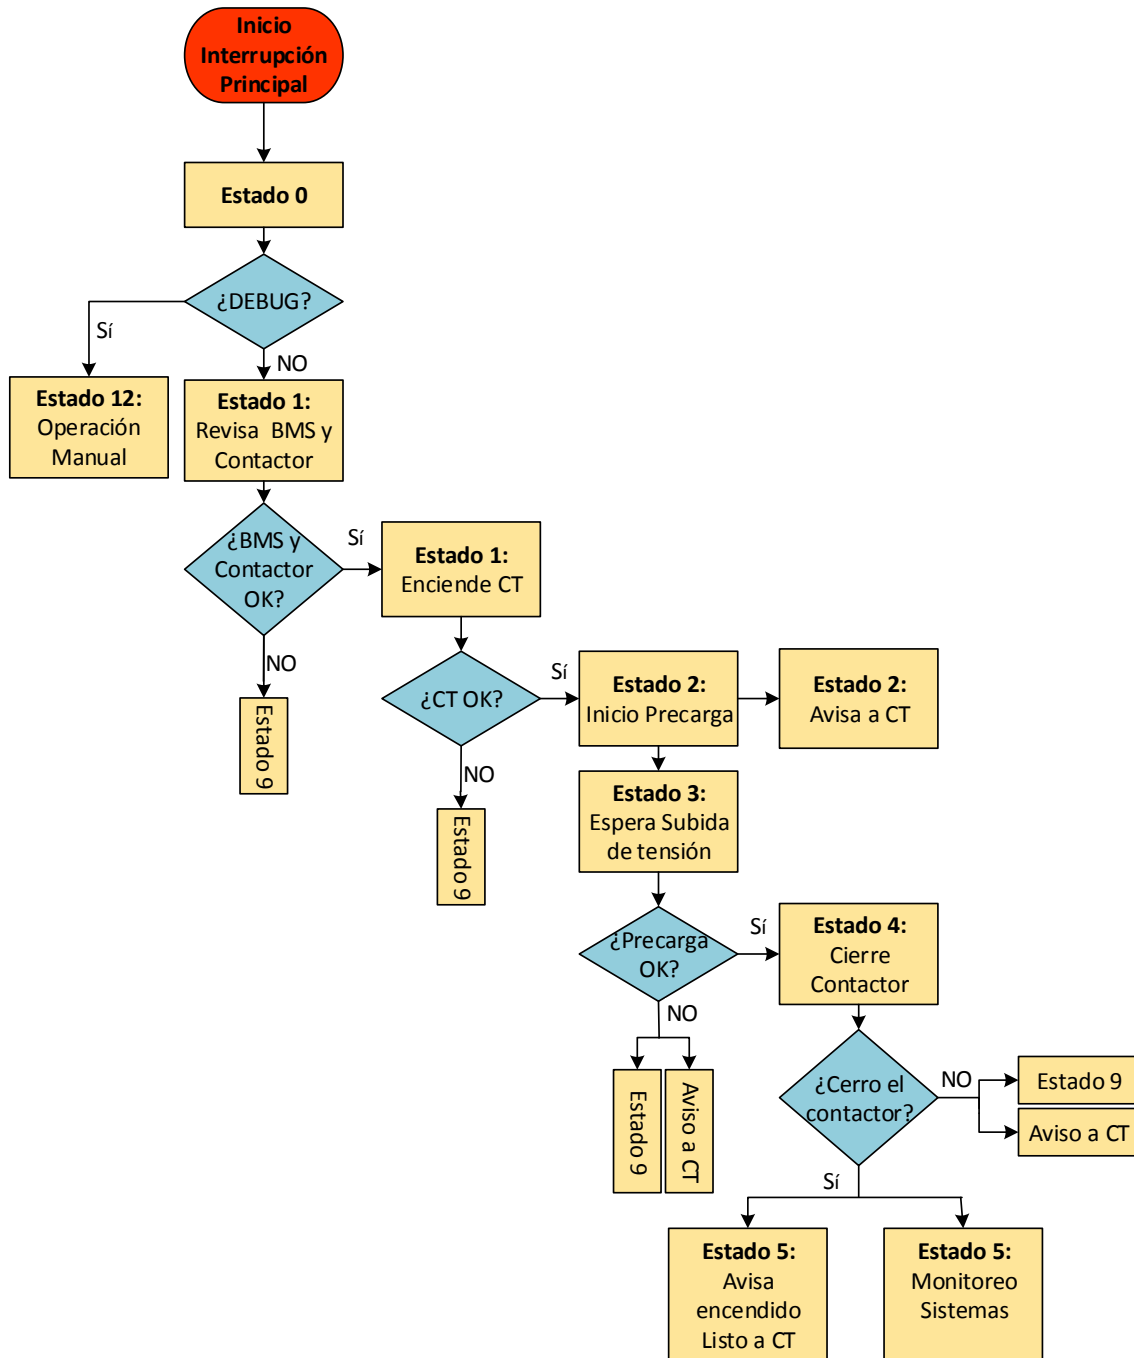 Inicio
Interrupción
Principal
Estado 0
¿DEBUG?
Sí
NO
Estado 12:
Operación
Manual
Estado 1:
Revisa  BMS y
Contactor
¿BMS y
Contactor
OK?
Sí
NO
Estado 9
Estado 1:
Enciende CT
¿CT OK?
Sí
NO
Estado 9
Estado 2:
Inicio Precarga
Estado 2:
Avisa a CT
Estado 3:
Espera Subida
de tensión
¿Precarga
OK?
Sí
NO
Estado 9
Aviso a CT
Estado 4:
Cierre
Contactor
¿Cerro el
contactor?
NO
Estado 9
Aviso a CT
Sí
Estado 5:
Avisa
encendido
Listo a CT
Estado 5:
Monitoreo
Sistemas